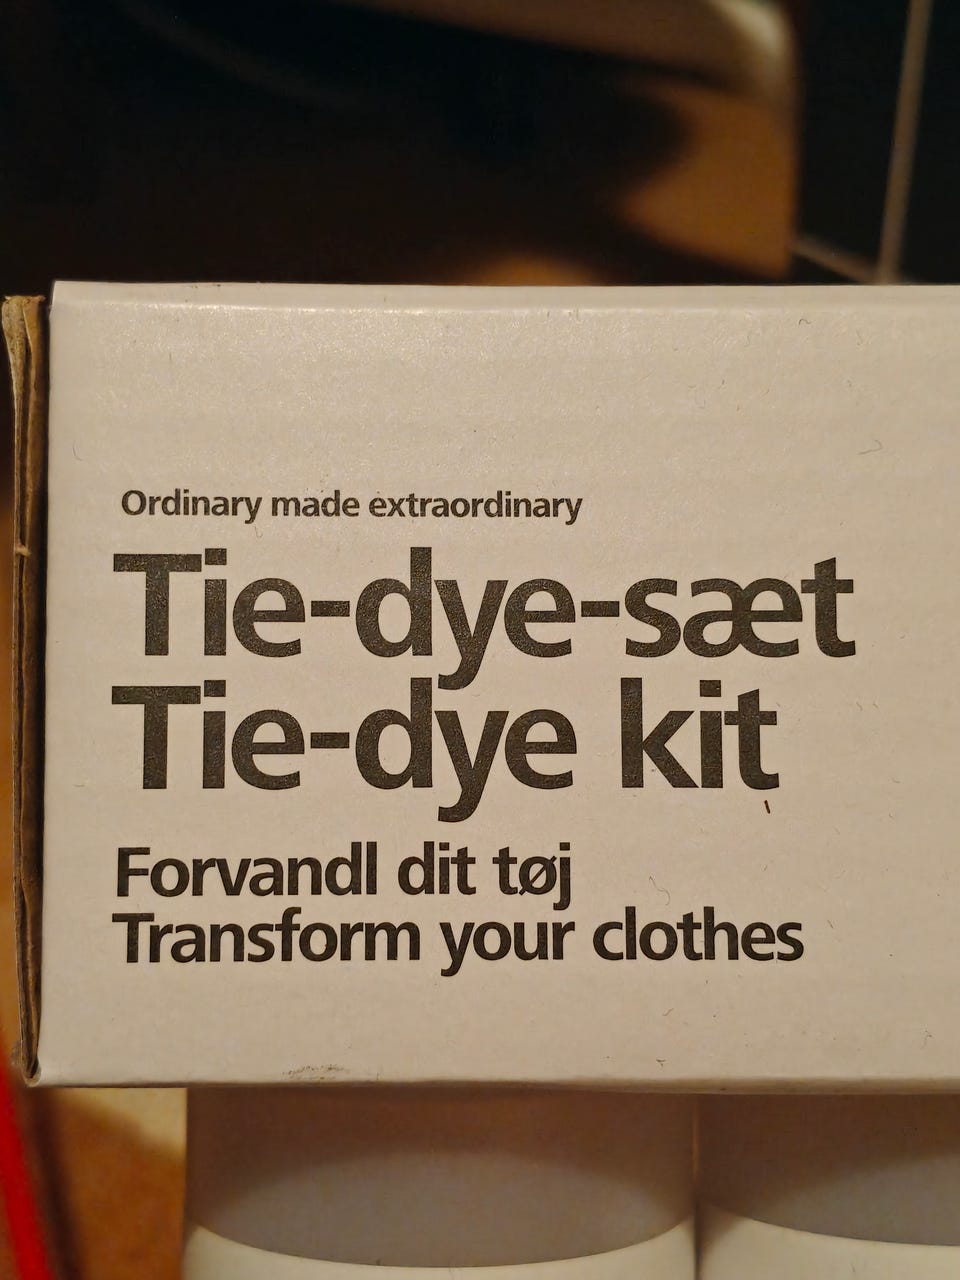 Ordinary made extraordinary
Tie-dye-sæt
Tie-dye kit
Forvandl dit tøj
Transform your clothes